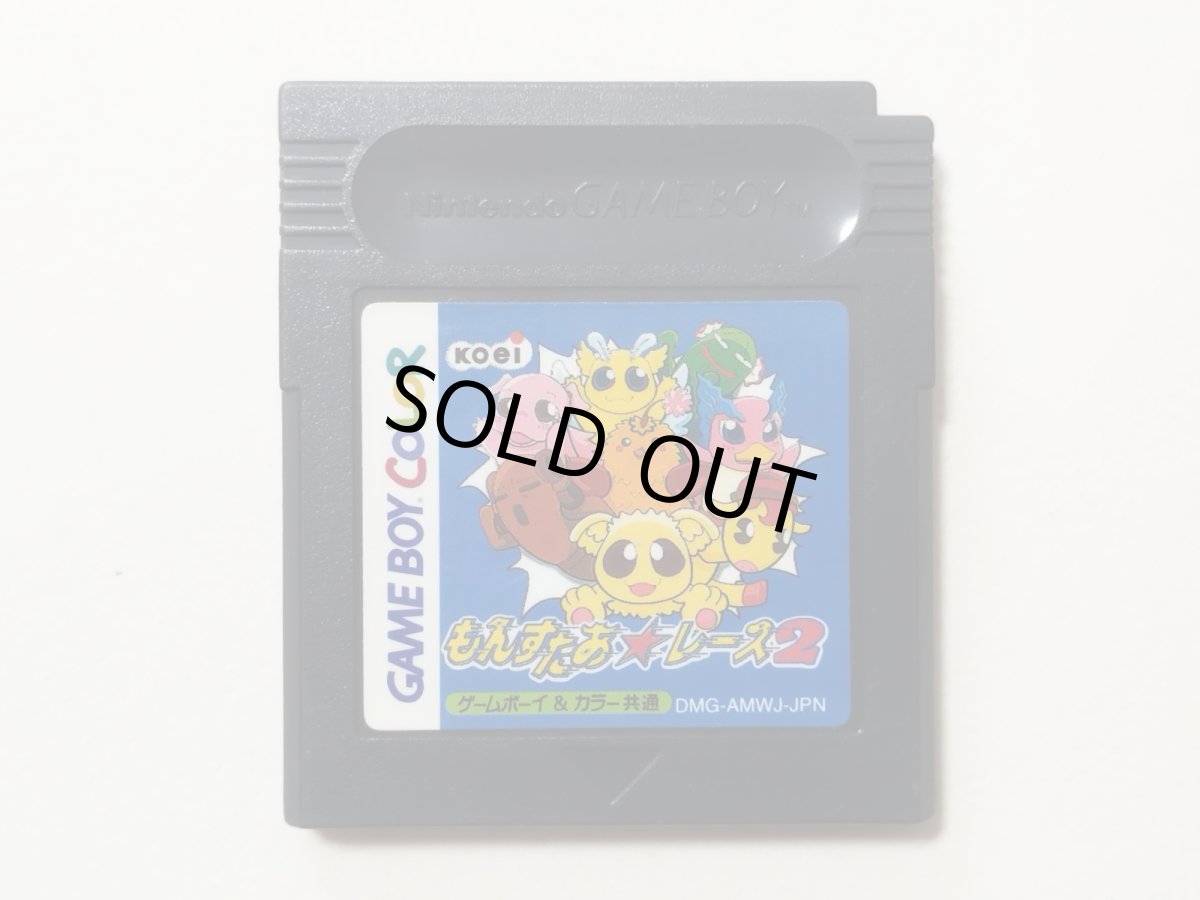 Nintendo GAME BOY TM
GAME BOY COLOR
KOEI
SOLD OUT
もんすたあ★レース2
ゲームボーイ & カラー共通 DMG-AMWJ-JPN